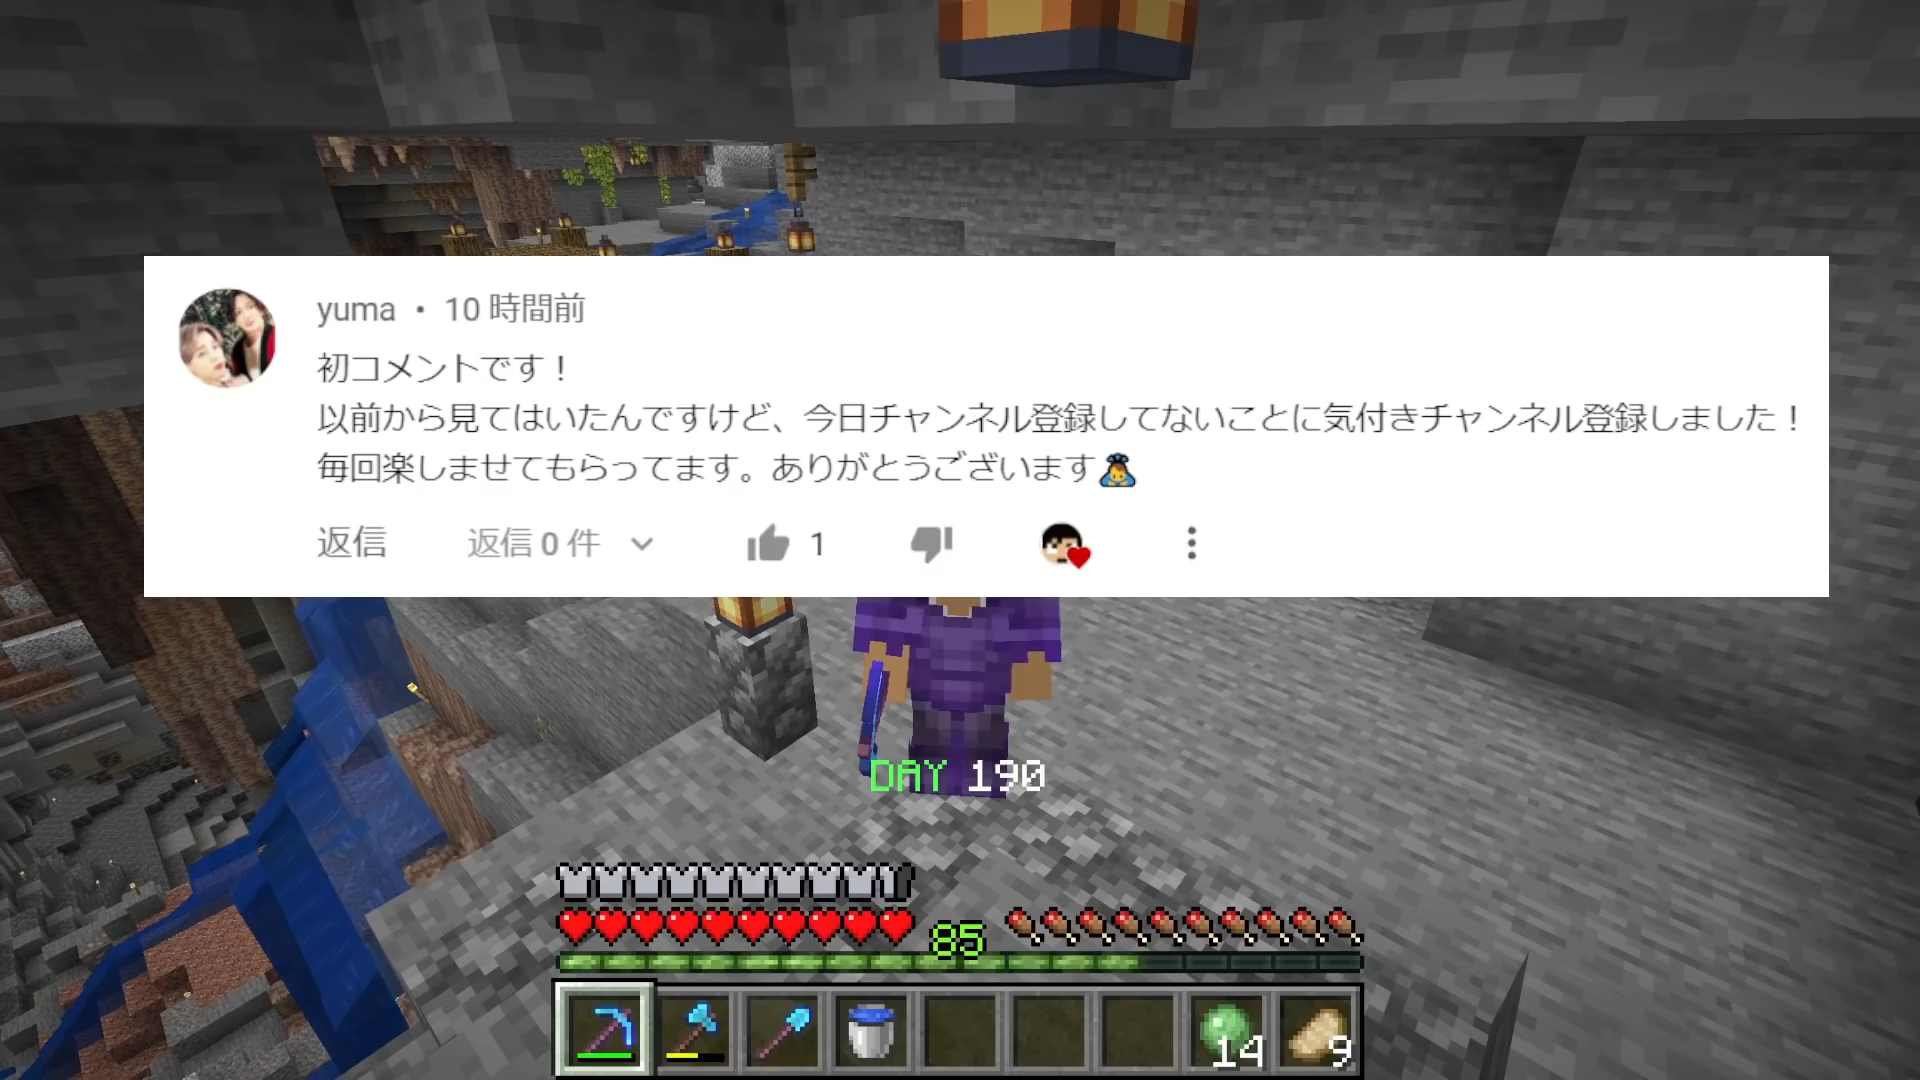 yuma • 10 時間前
初コメントです！
以前から見てはいたんですけど、今日チャンネル登録してないことに気付きチャンネル登録しました！
毎回楽しませてもらってます。ありがとうございます🙇
返信 返信 0 件 1
DAY 190
85
14 9